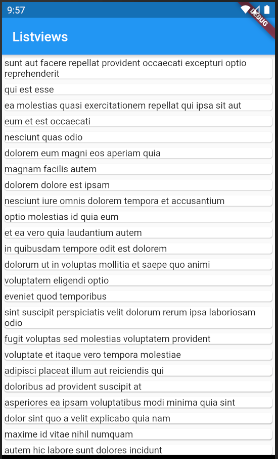 9:57
DEBUG
Listviews
sunt aut facere repellat provident occaecati excepturi optio
reprehenderit
qui est esse
ea molestias quasi exercitationem repellat qui ipsa sit aut
eum et est occaecati
nesciunt quas odio
dolorem eum magni eos aperiam quia
magnam facilis autem
dolorem dolore est ipsam
nesciunt iure omnis dolorem tempora et accusantium
optio molestias id quia eum
et ea vero quia laudantium autem
in quibusdam tempore odit est dolorem
dolorum ut in voluptas mollitia et saepe quo animi
voluptatem eligendi optio
eveniet quod temporibus
sint suscipit perspiciatis velit dolorum rerum ipsa laboriosam
odio
fugit voluptas sed molestias voluptatem provident
voluptate et itaque vero tempora molestiae
adipisci placeat illum aut reiciendis qui
doloribus ad provident suscipit at
asperiores ea ipsam voluptatibus modi minima quia sint
dolor sint quo a velit explicabo quia nam
maxime id vitae nihil numquam
autem hic labore sunt dolores incidunt